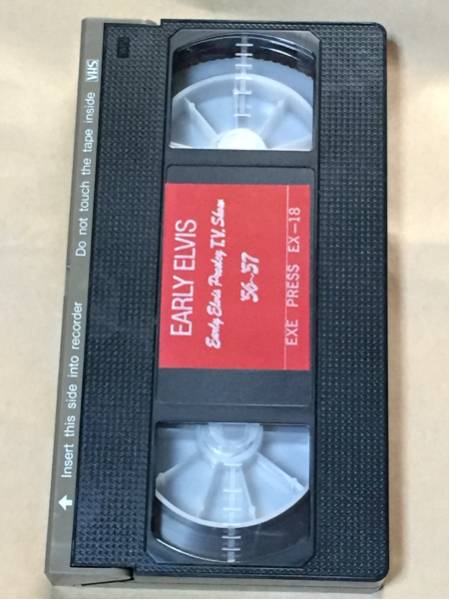 Insert this side into recorder
Do not touch the tape inside
VHS
EARLY ELVIS
Early Elvis Presley T.V. Show
'56~'57
EXE PRESS EX-18